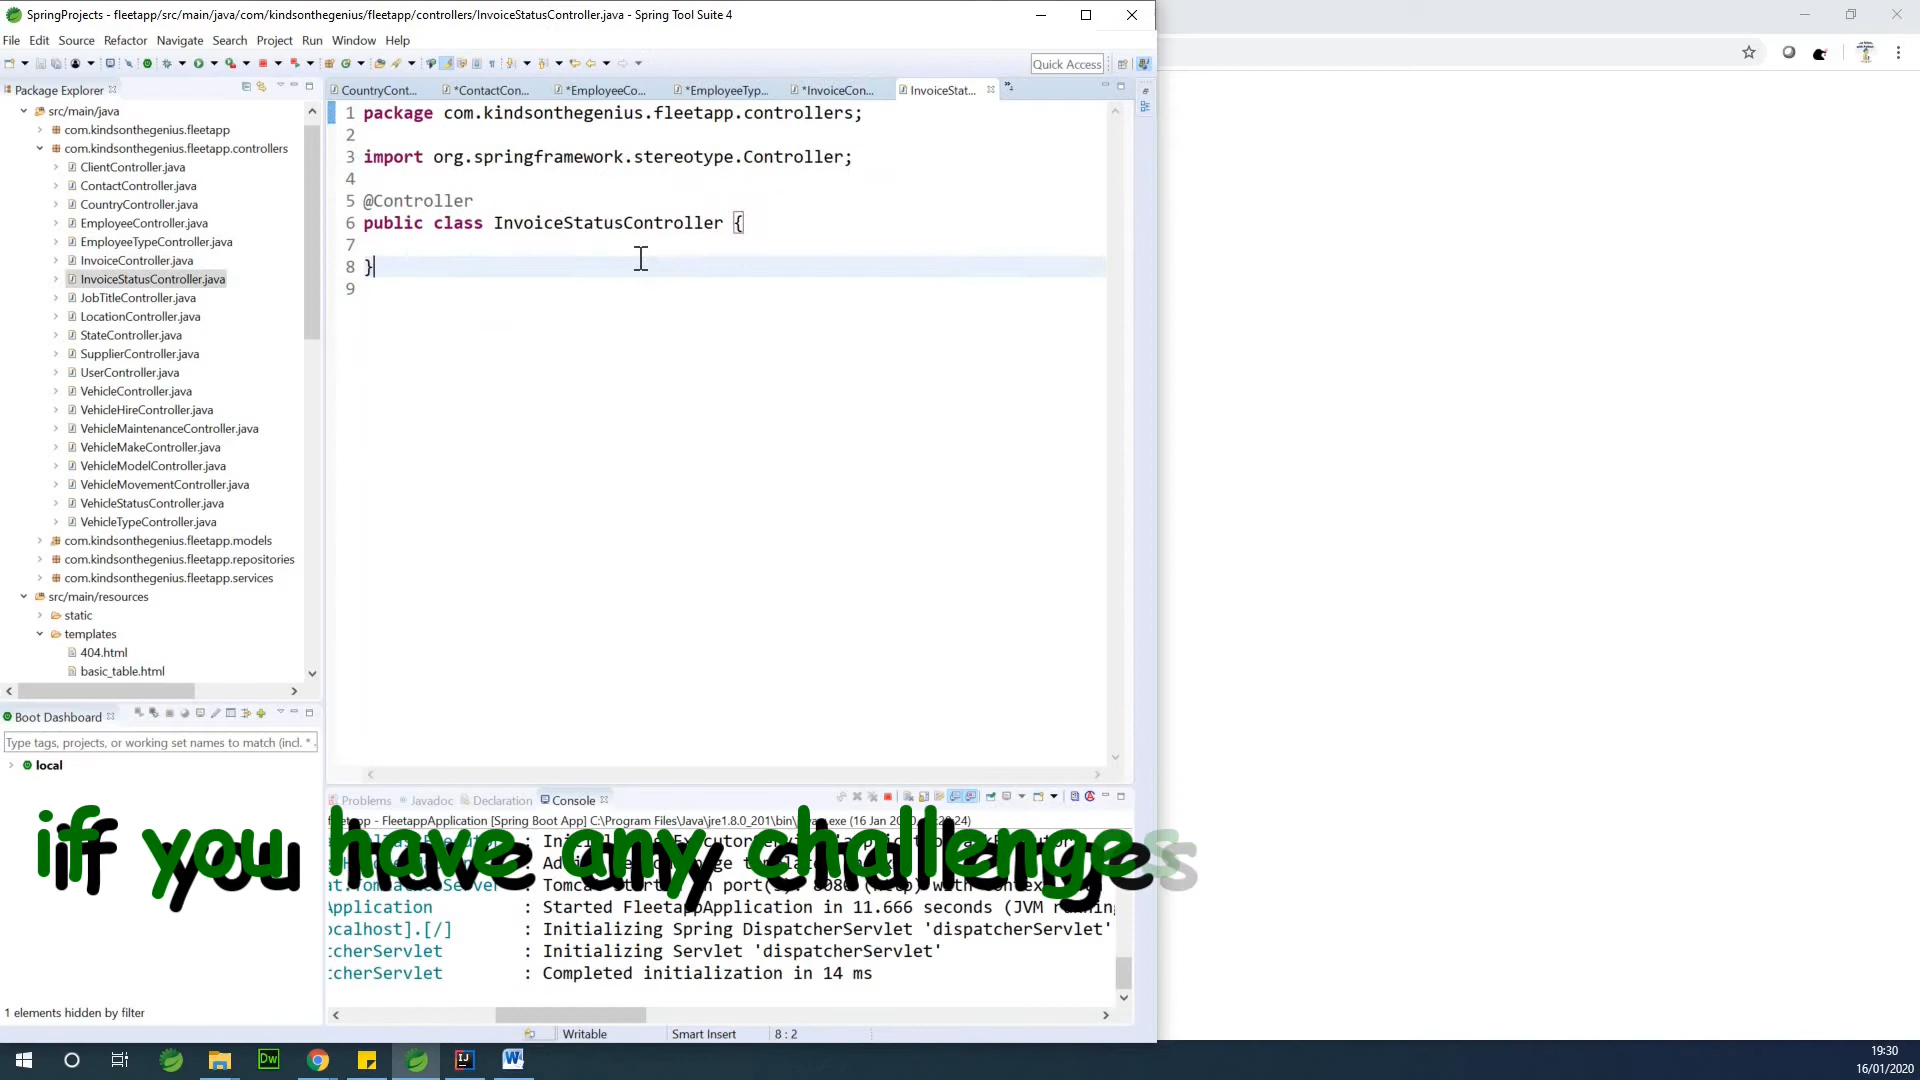 SpringProjects - fleetapp/src/main/java/com/kindsonthegenius/fleetapp/controllers/InvoiceStatusController.java - Spring Tool Suite 4
File Edit Source Refactor Navigate Search Project Run Window Help
Quick Access
Package Explorer
src/main/java
com.kindsonthegenius.fleetapp
com.kindsonthegenius.fleetapp.controllers
ClientController.java
ContactController.java
CountryController.java
EmployeeController.java
EmployeeTypeController.java
InvoiceController.java
InvoiceStatusController.java
JobTitleController.java
LocationController.java
StateController.java
SupplierController.java
UserController.java
VehicleController.java
VehicleHireController.java
VehicleMaintenanceController.java
VehicleMakeController.java
VehicleModelController.java
VehicleMovementController.java
VehicleStatusController.java
VehicleTypeController.java
com.kindsonthegenius.fleetapp.models
com.kindsonthegenius.fleetapp.repositories
com.kindsonthegenius.fleetapp.services
src/main/resources
static
templates
404.html
basic_table.html
CountryCont... *ContactCon... *EmployeeCo... *EmployeeTyp... *InvoiceCon... InvoiceStat...
1 package com.kindsonthegenius.fleetapp.controllers;
2
3 import org.springframework.stereotype.Controller;
4
5 @Controller
6 public class InvoiceStatusController {
7
8 }
9
Boot Dashboard
Type tags, projects, or working set names to match (incl. *
local
1 elements hidden by filter
Problems Javadoc Declaration Console
if you have any challenges
Application : Started FleetappApplication in 11.666 seconds (JVM running
ocalhost].[/] : Initializing Spring DispatcherServlet 'dispatcherServlet'
tcherServlet : Initializing Servlet 'dispatcherServlet'
tcherServlet : Completed initialization in 14 ms
Writable Smart Insert 8 : 2
19:30
16/01/2020